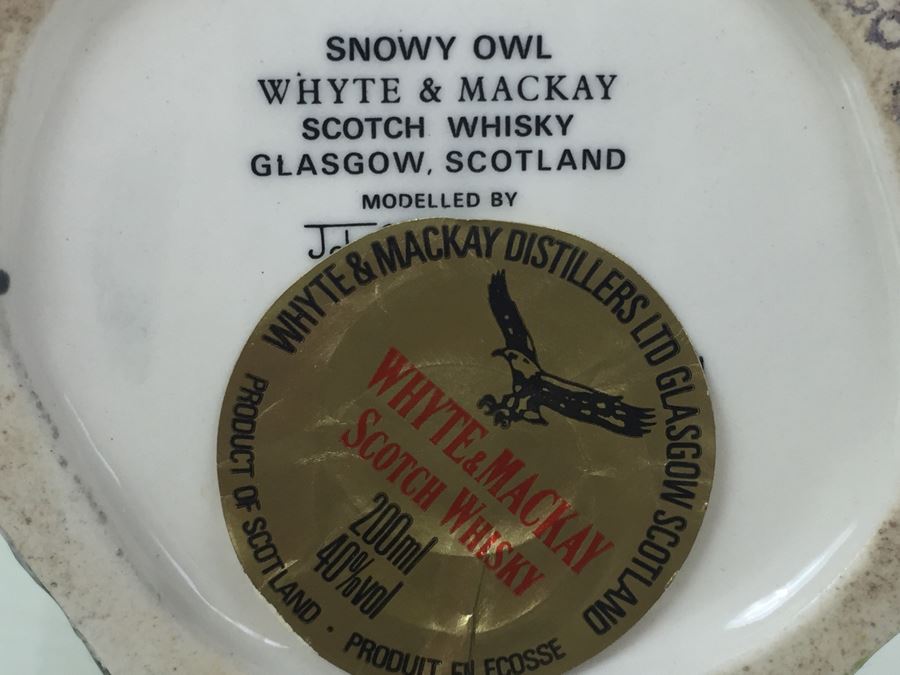 SNOWY OWL
WHYTE & MACKAY
SCOTCH WHISKY
GLASGOW, SCOTLAND
MODELLED BY
WHYTE & MACKAY DISTILLERS LTD GLASGOW SCOTLAND
WHYTE & MACKAY
SCOTCH WHISKY
200ml
40%vol
PRODUCT OF SCOTLAND · PRODUIT EN ECOSSE